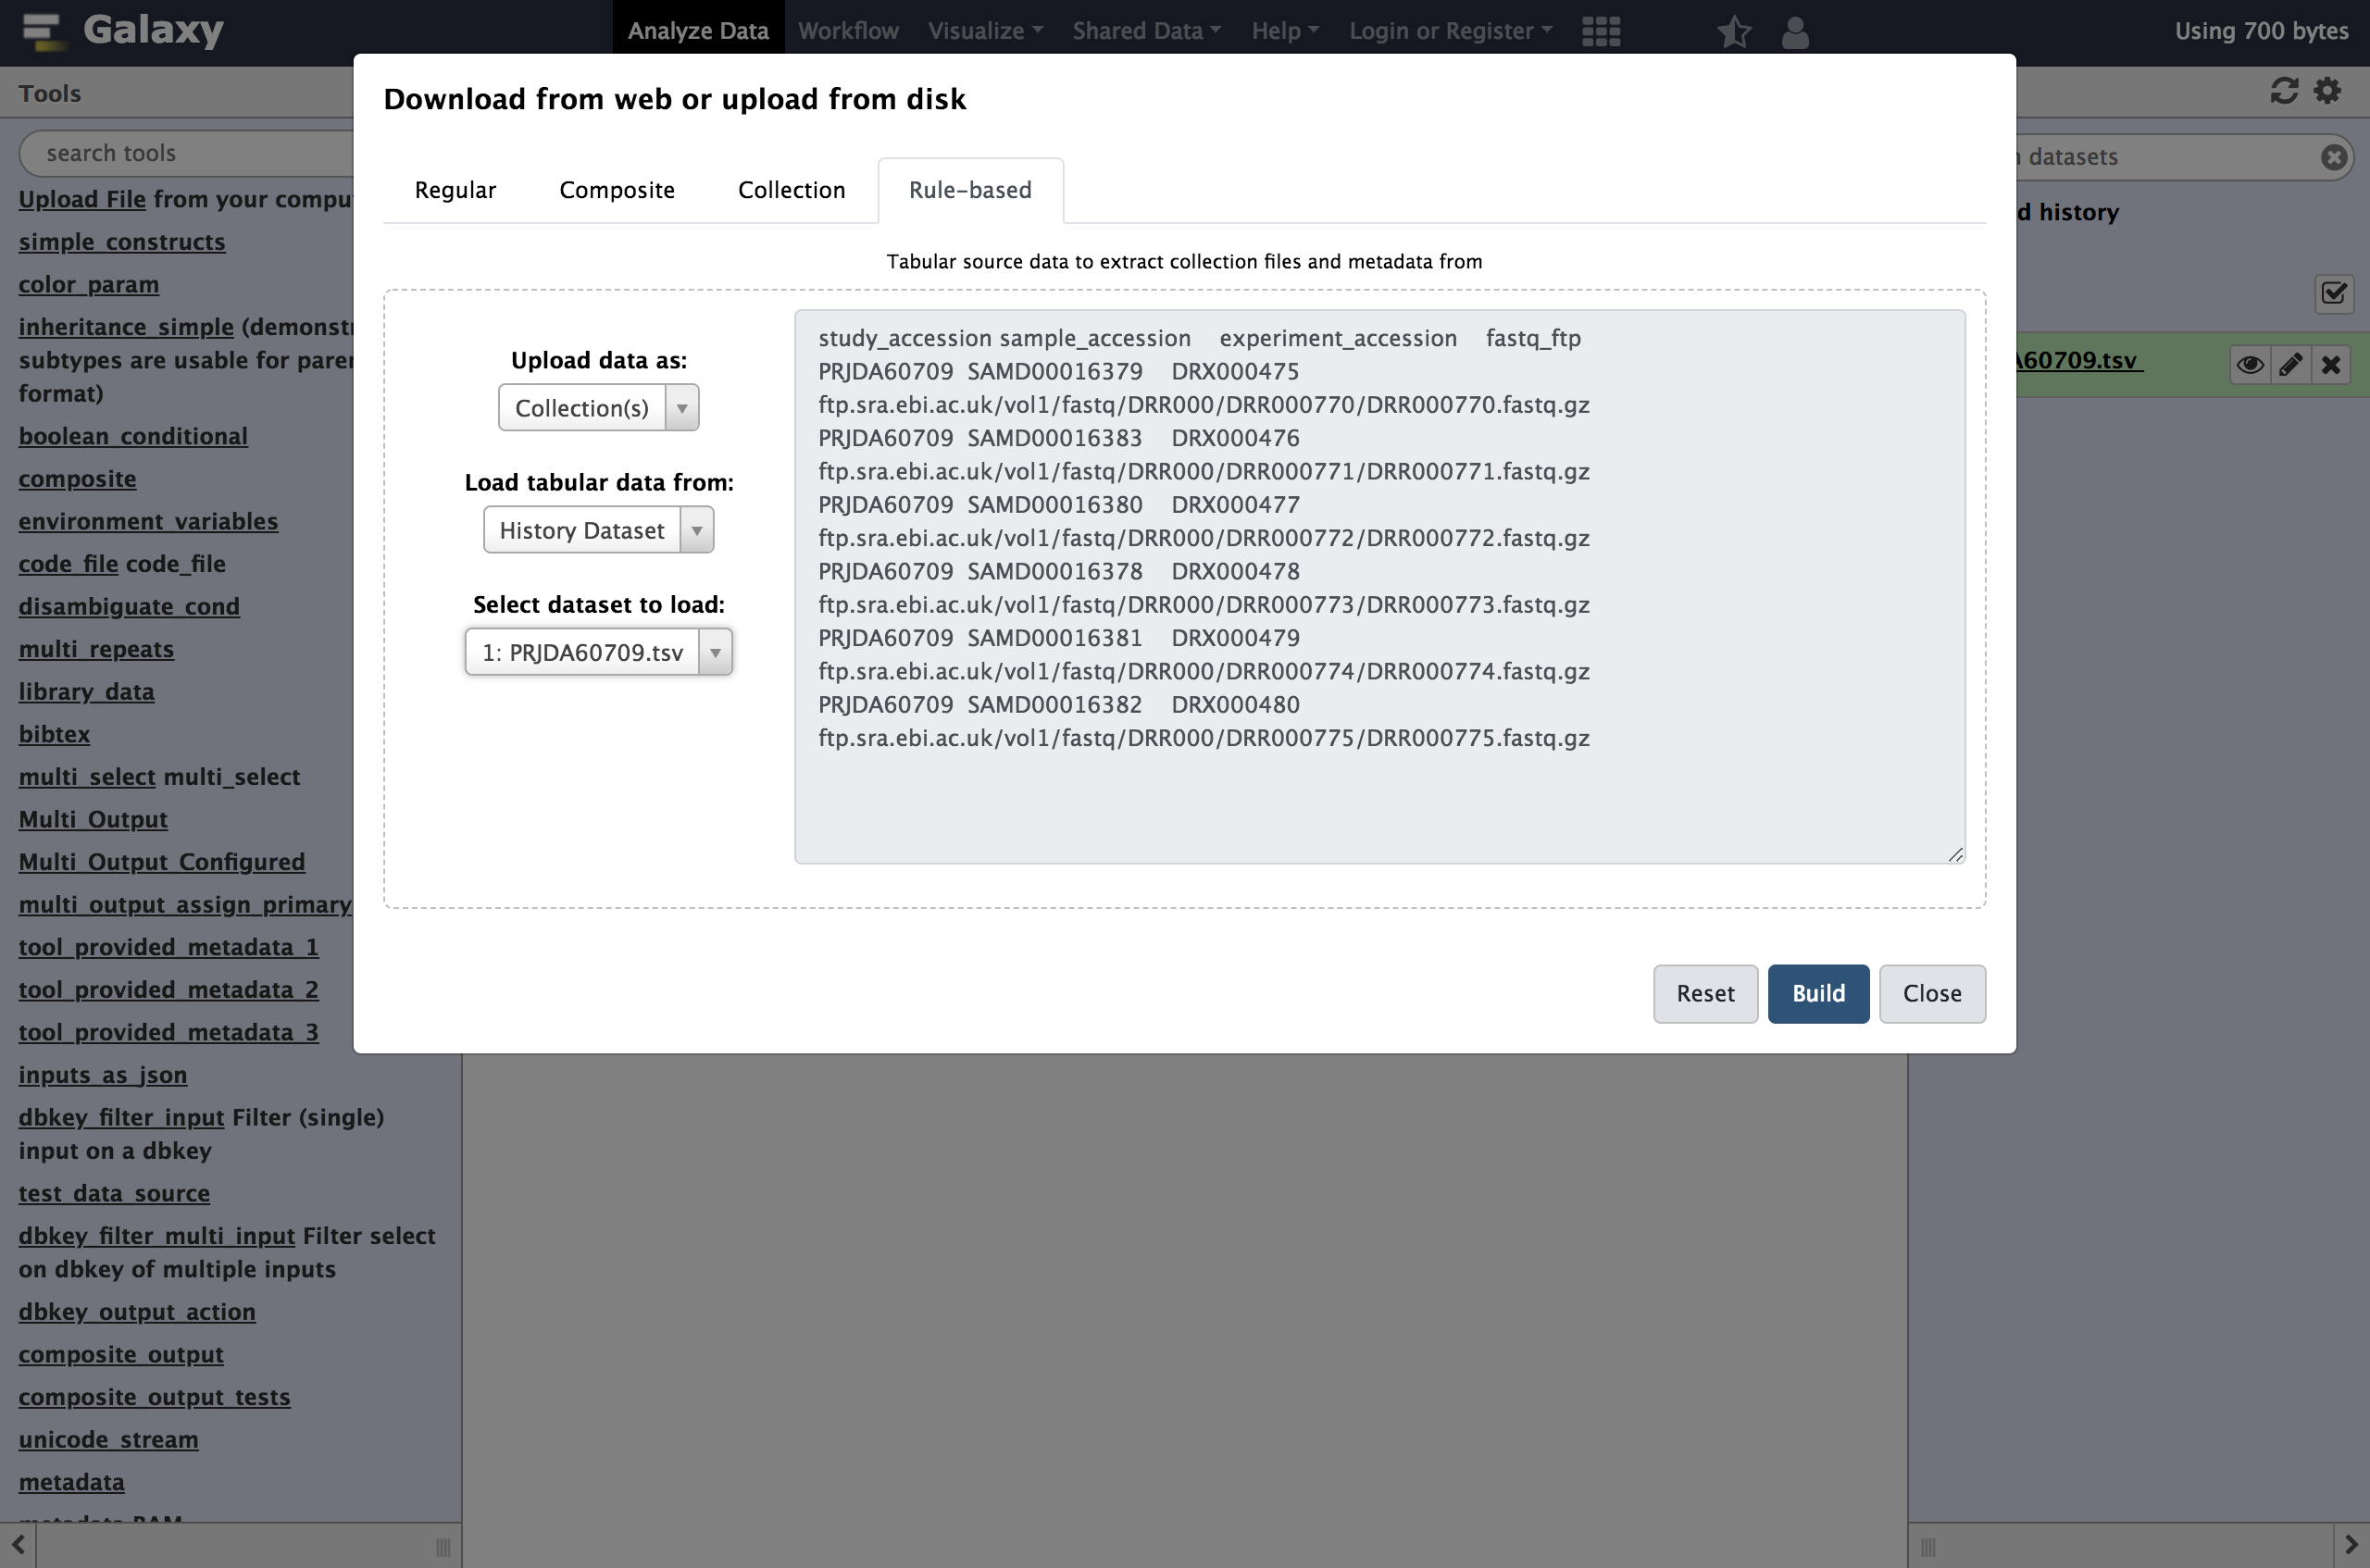 Galaxy
Analyze Data
Workflow
Visualize
Shared Data
Help
Login or Register
Using 700 bytes
Tools
search tools
Upload File from your compu
simple_constructs
color_param
inheritance_simple (demonst
subtypes are usable for parer
format)
boolean_conditional
composite
environment_variables
code_file code_file
disambiguate_cond
multi_repeats
library_data
bibtex
multi_select multi_select
Multi_Output
Multi_Output_Configured
multi_output_assign_primary
tool_provided_metadata_1
tool_provided_metadata_2
tool_provided_metadata_3
inputs_as_json
dbkey_filter_input Filter (single)
input on a dbkey
test_data_source
dbkey_filter_multi_input Filter select
on dbkey of multiple inputs
dbkey_output_action
composite_output
composite_output_tests
unicode_stream
metadata
Download from web or upload from disk
Regular
Composite
Collection
Rule-based
Tabular source data to extract collection files and metadata from
Upload data as:
Collection(s)
Load tabular data from:
History Dataset
Select dataset to load:
1: PRJDA60709.tsv
study_accession sample_accession experiment_accession fastq_ftp
PRJDA60709 SAMD00016379 DRX000475
ftp.sra.ebi.ac.uk/vol1/fastq/DRR000/DRR000770/DRR000770.fastq.gz
PRJDA60709 SAMD00016383 DRX000476
ftp.sra.ebi.ac.uk/vol1/fastq/DRR000/DRR000771/DRR000771.fastq.gz
PRJDA60709 SAMD00016380 DRX000477
ftp.sra.ebi.ac.uk/vol1/fastq/DRR000/DRR000772/DRR000772.fastq.gz
PRJDA60709 SAMD00016378 DRX000478
ftp.sra.ebi.ac.uk/vol1/fastq/DRR000/DRR000773/DRR000773.fastq.gz
PRJDA60709 SAMD00016381 DRX000479
ftp.sra.ebi.ac.uk/vol1/fastq/DRR000/DRR000774/DRR000774.fastq.gz
PRJDA60709 SAMD00016382 DRX000480
ftp.sra.ebi.ac.uk/vol1/fastq/DRR000/DRR000775/DRR000775.fastq.gz
Reset
Build
Close
datasets
d history
A60709.tsv